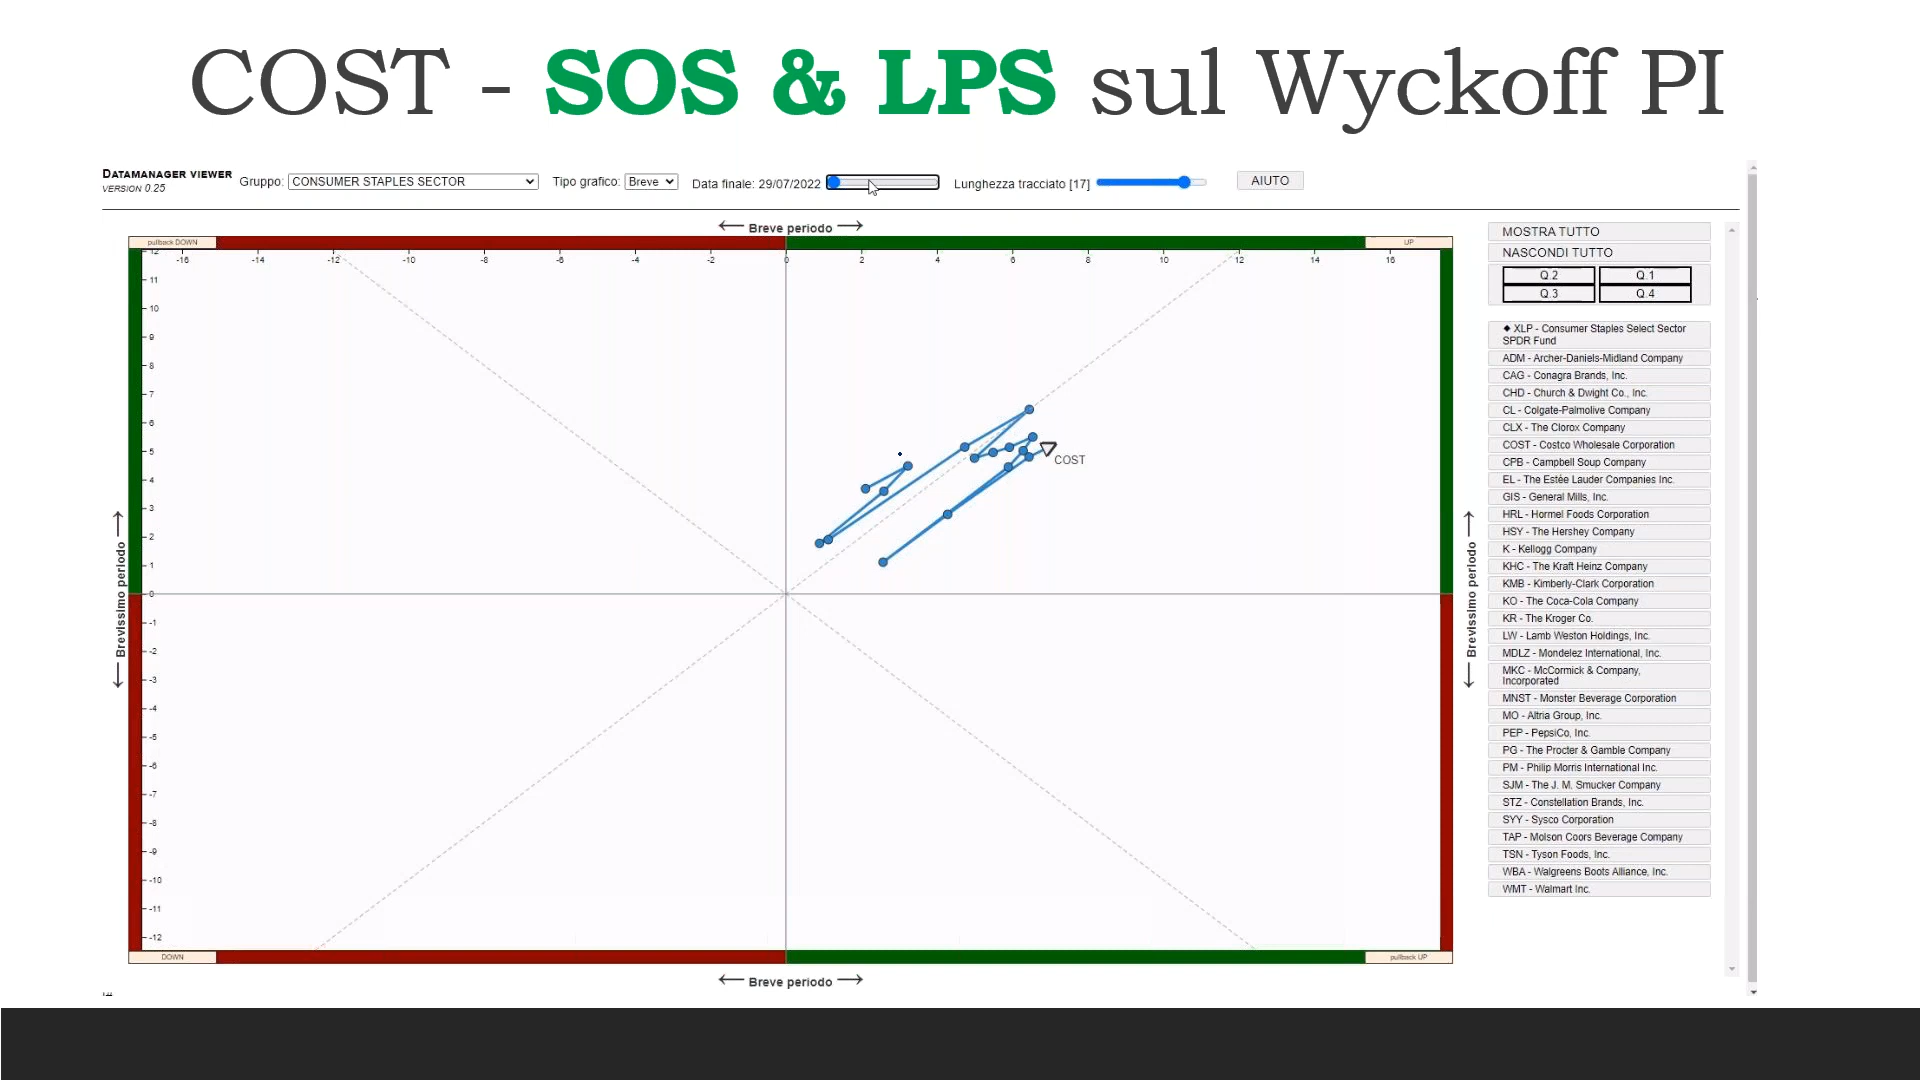 COST - SOS & LPS sul Wyckoff PI
DATAMANAGER VIEWER
VERSION 0.25
Gruppo: CONSUMER STAPLES SECTOR
Tipo grafico: Breve
Data finale: 29/07/2022
Lunghezza tracciato [17]
AIUTO
← Breve periodo →
pullback DOWN
UP
-16 -14 -12 -10 -8 -6 -4 -2 0 2 4 6 8 10 12 14 16
12
11
10
9
8
7
6
5
4
3
2
1
0
-1
-2
-3
-4
-5
-6
-7
-8
-9
-10
-11
-12
← Brevissimo periodo →
COST
← Brevissimo periodo →
DOWN
pullback UP
← Breve periodo →
MOSTRA TUTTO
NASCONDI TUTTO
Q.2 Q.1
Q.3 Q.4
◆ XLP - Consumer Staples Select Sector
SPDR Fund
ADM - Archer-Daniels-Midland Company
CAG - Conagra Brands, Inc.
CHD - Church & Dwight Co., Inc.
CL - Colgate-Palmolive Company
CLX - The Clorox Company
COST - Costco Wholesale Corporation
CPB - Campbell Soup Company
EL - The Estée Lauder Companies Inc.
GIS - General Mills, Inc.
HRL - Hormel Foods Corporation
HSY - The Hershey Company
K - Kellogg Company
KHC - The Kraft Heinz Company
KMB - Kimberly-Clark Corporation
KO - The Coca-Cola Company
KR - The Kroger Co.
LW - Lamb Weston Holdings, Inc.
MDLZ - Mondelez International, Inc.
MKC - McCormick & Company,
Incorporated
MNST - Monster Beverage Corporation
MO - Altria Group, Inc.
PEP - PepsiCo, Inc.
PG - The Procter & Gamble Company
PM - Philip Morris International Inc.
SJM - The J. M. Smucker Company
STZ - Constellation Brands, Inc.
SYY - Sysco Corporation
TAP - Molson Coors Beverage Company
TSN - Tyson Foods, Inc.
WBA - Walgreens Boots Alliance, Inc.
WMT - Walmart Inc.